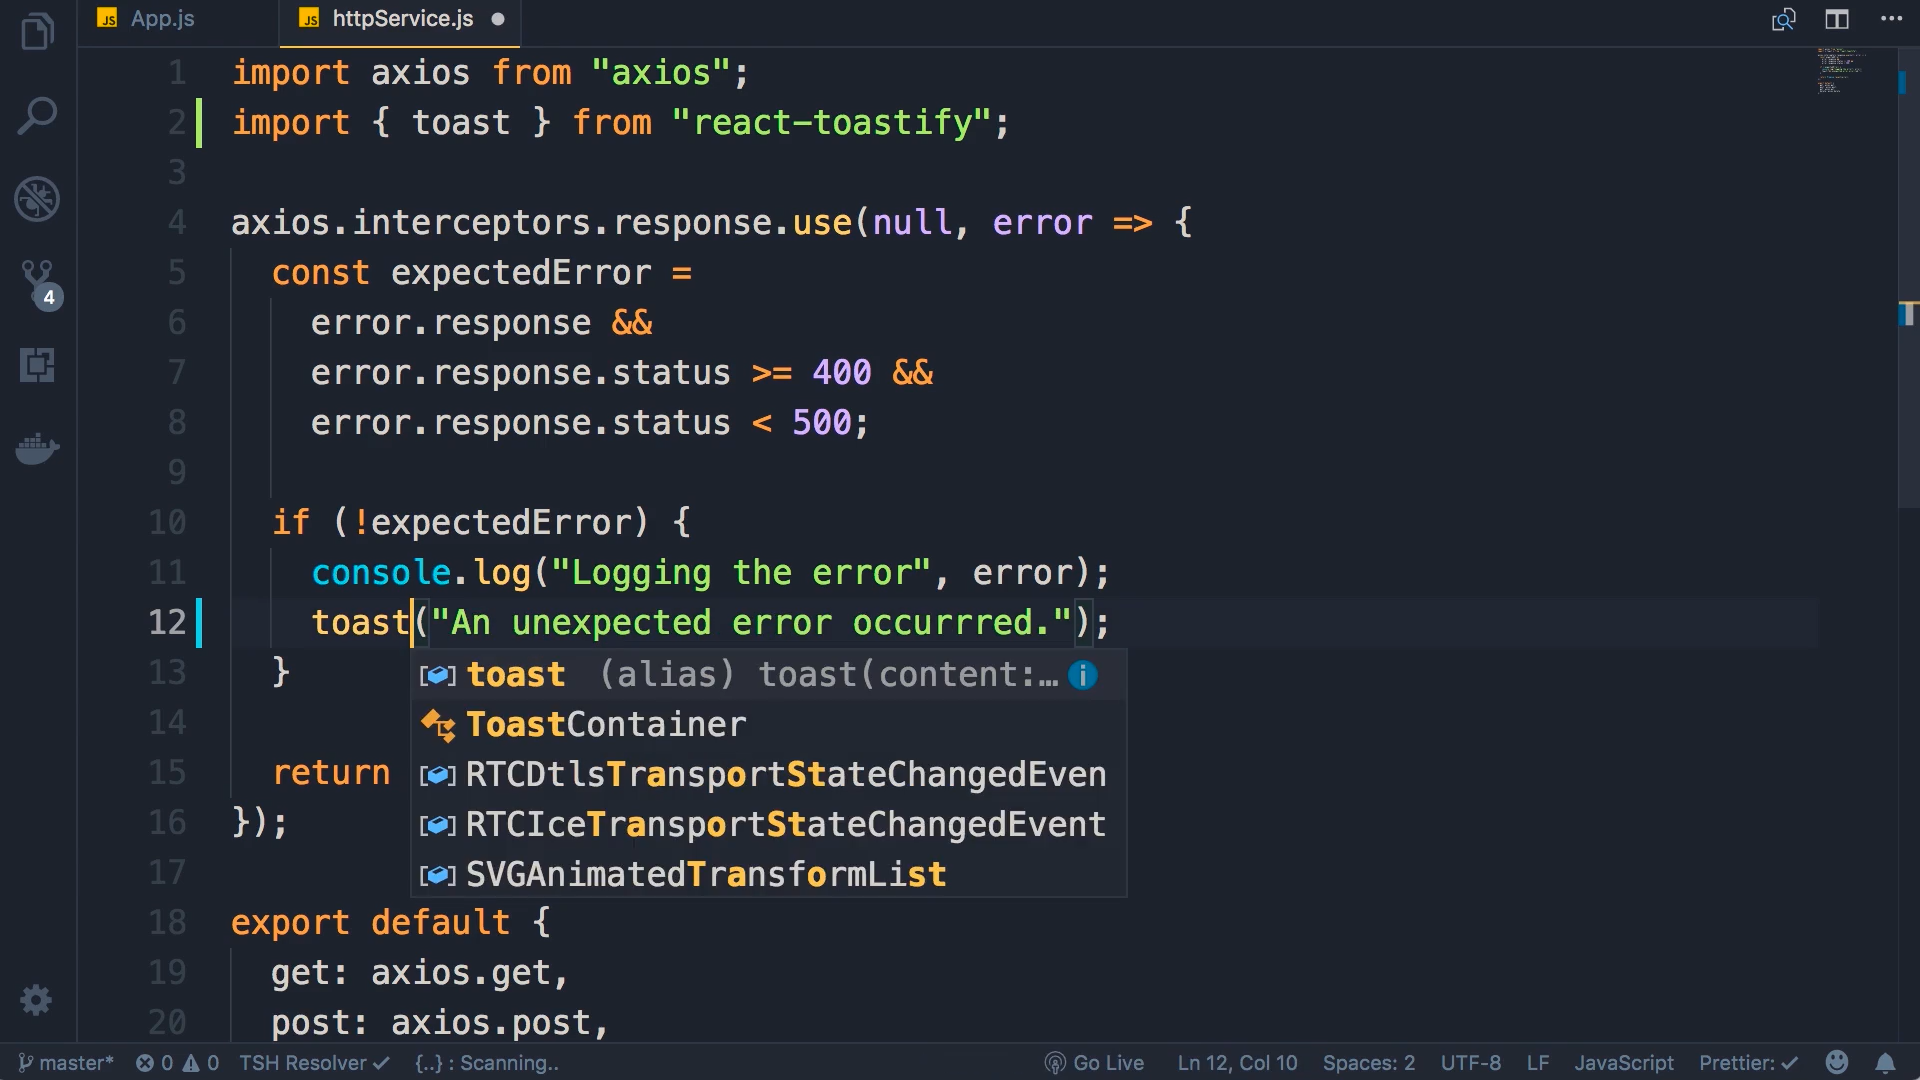 JS App.js
JS httpService.js
1 import axios from "axios";
2 import { toast } from "react-toastify";
3
4 axios.interceptors.response.use(null, error => {
5 const expectedError =
6 error.response &&
7 error.response.status >= 400 &&
8 error.response.status < 500;
9
10 if (!expectedError) {
11 console.log("Logging the error", error);
12 toast("An unexpected error occurrred.");
13 }
toast (alias) toast(content:…
14
ToastContainer
15 return
RTCDtlsTransportStateChangedEven
16 });
RTCIceTransportStateChangedEvent
17
SVGAnimatedTransformList
18 export default {
19 get: axios.get,
20 post: axios.post,
4
master* 0 0 TSH Resolver {..} : Scanning.. Go Live Ln 12, Col 10 Spaces: 2 UTF-8 LF JavaScript Prettier: